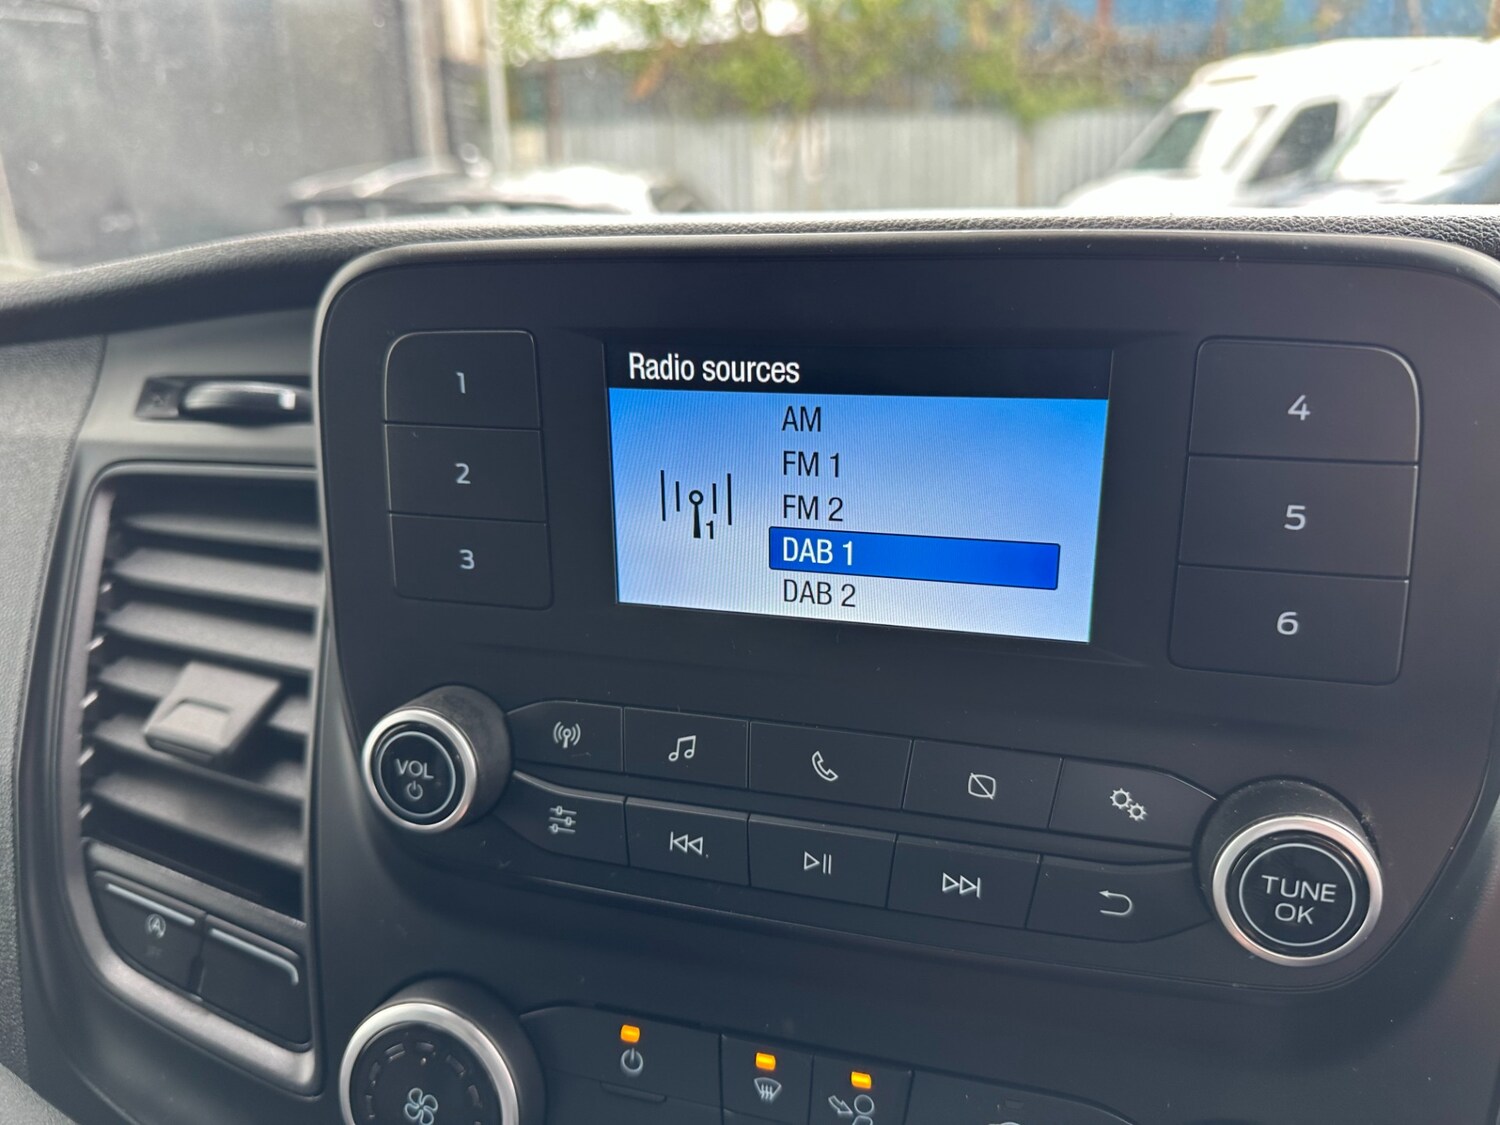 Radio sources
AM
FM 1
FM 2
DAB 1
DAB 2
1
1
2
3
4
5
6
VOL
TUNE
OK
A